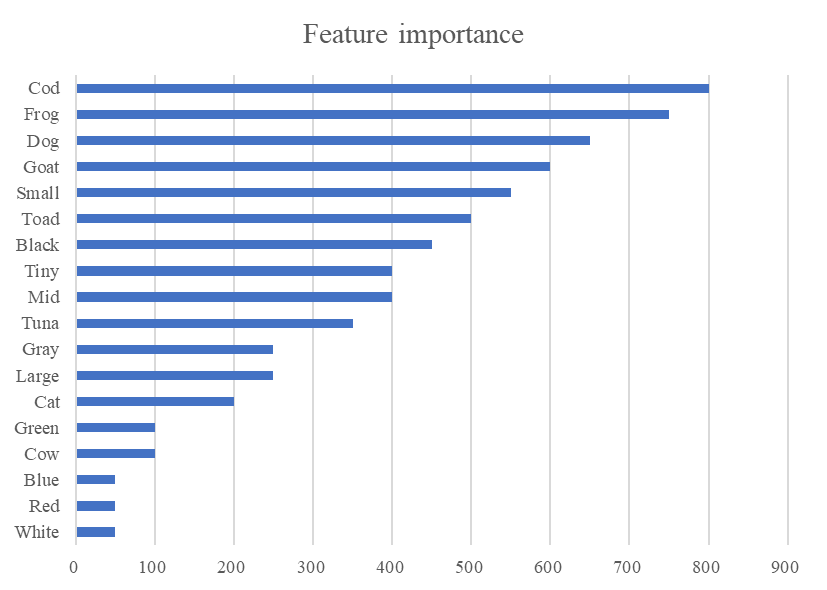 Feature importance
Cod
Frog
Dog
Goat
Small
Toad
Black
Tiny
Mid
Tuna
Gray
Large
Cat
Green
Cow
Blue
Red
White
0 100 200 300 400 500 600 700 800 900